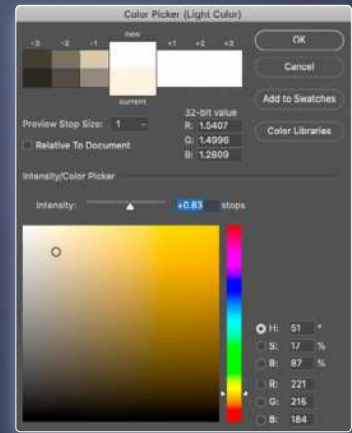 Color Picker (Light Color)
new
-3 -2 -1 +1 +2 +3
current
OK
Cancel
Add to Swatches
Color Libraries
Preview Stop Size: 1
Relative To Document
32-bit value
R: 1.5407
G: 1.4996
B: 1.2809
Intensity/Color Picker
Intensity: +0.83 stops
H: 51 °
S: 17 %
B: 87 %
R: 221
G: 216
B: 184